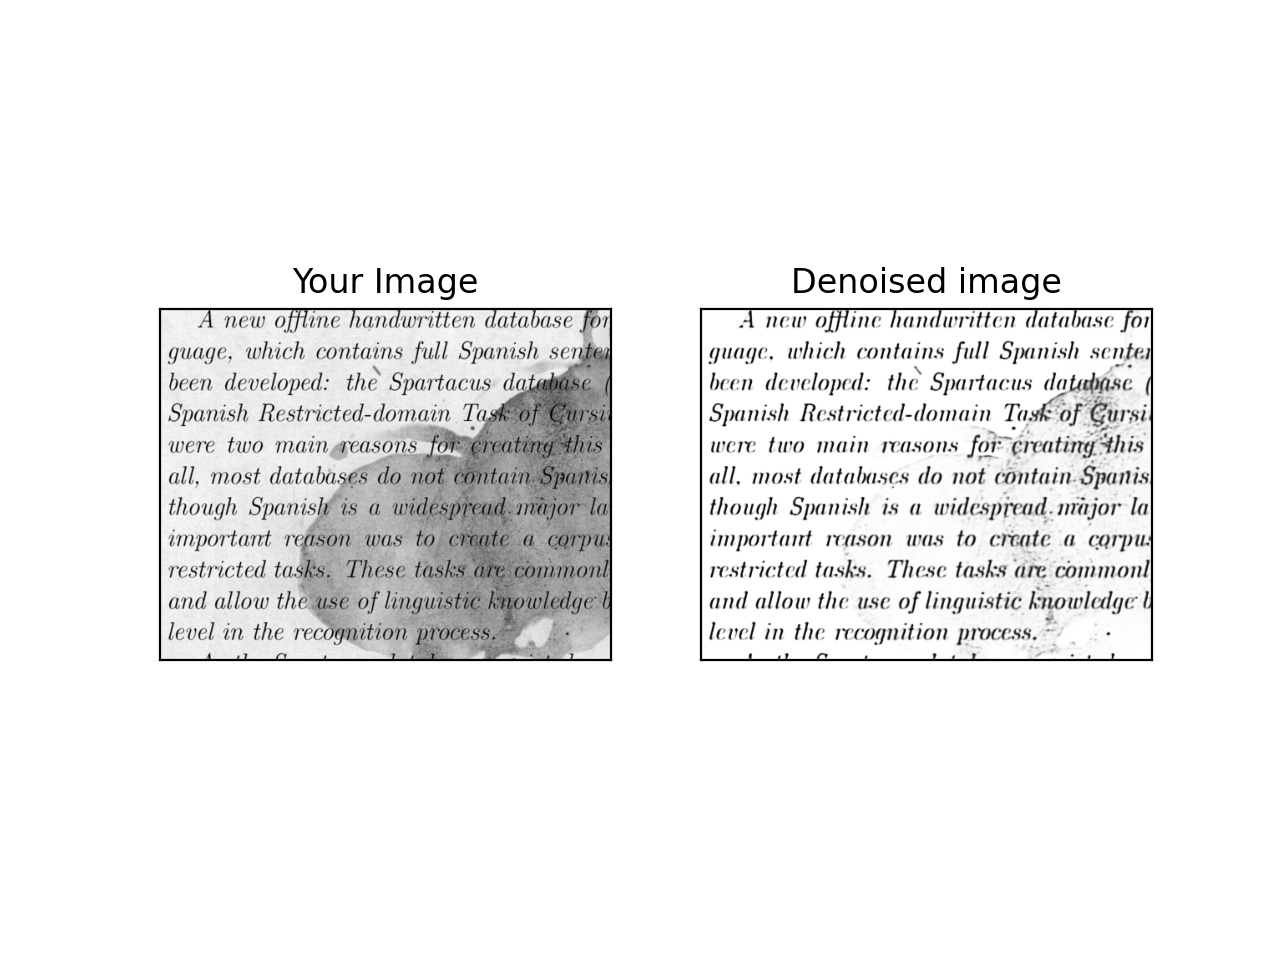 Your Image
A new offline handwritten database for
guage, which contains full Spanish senten
been developed: the Spartacus database (
Spanish Restricted-domain Task of Cursi
were two main reasons for creating this
all, most databases do not contain Spanis
though Spanish is a widespread major la
important reason was to create a corpus
restricted tasks. These tasks are commonl
and allow the use of linguistic knowledge b
level in the recognition process.
Denoised image
A new offline handwritten database for
guage, which contains full Spanish senten
been developed: the Spartacus database (
Spanish Restricted-domain Task of Cursi
were two main reasons for creating this
all, most databases do not contain Spanis
though Spanish is a widespread major la
important reason was to create a corpus
restricted tasks. These tasks are commonl
and allow the use of linguistic knowledge b
level in the recognition process.